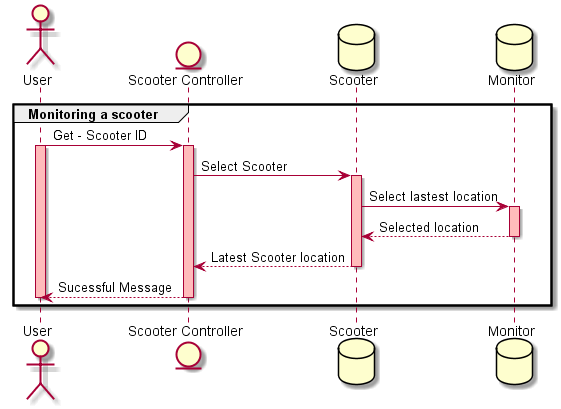 User
Scooter Controller
Scooter
Monitor
Monitoring a scooter
Get - Scooter ID
Select Scooter
Select lastest location
Selected location
Latest Scooter location
Sucessful Message
User
Scooter Controller
Scooter
Monitor